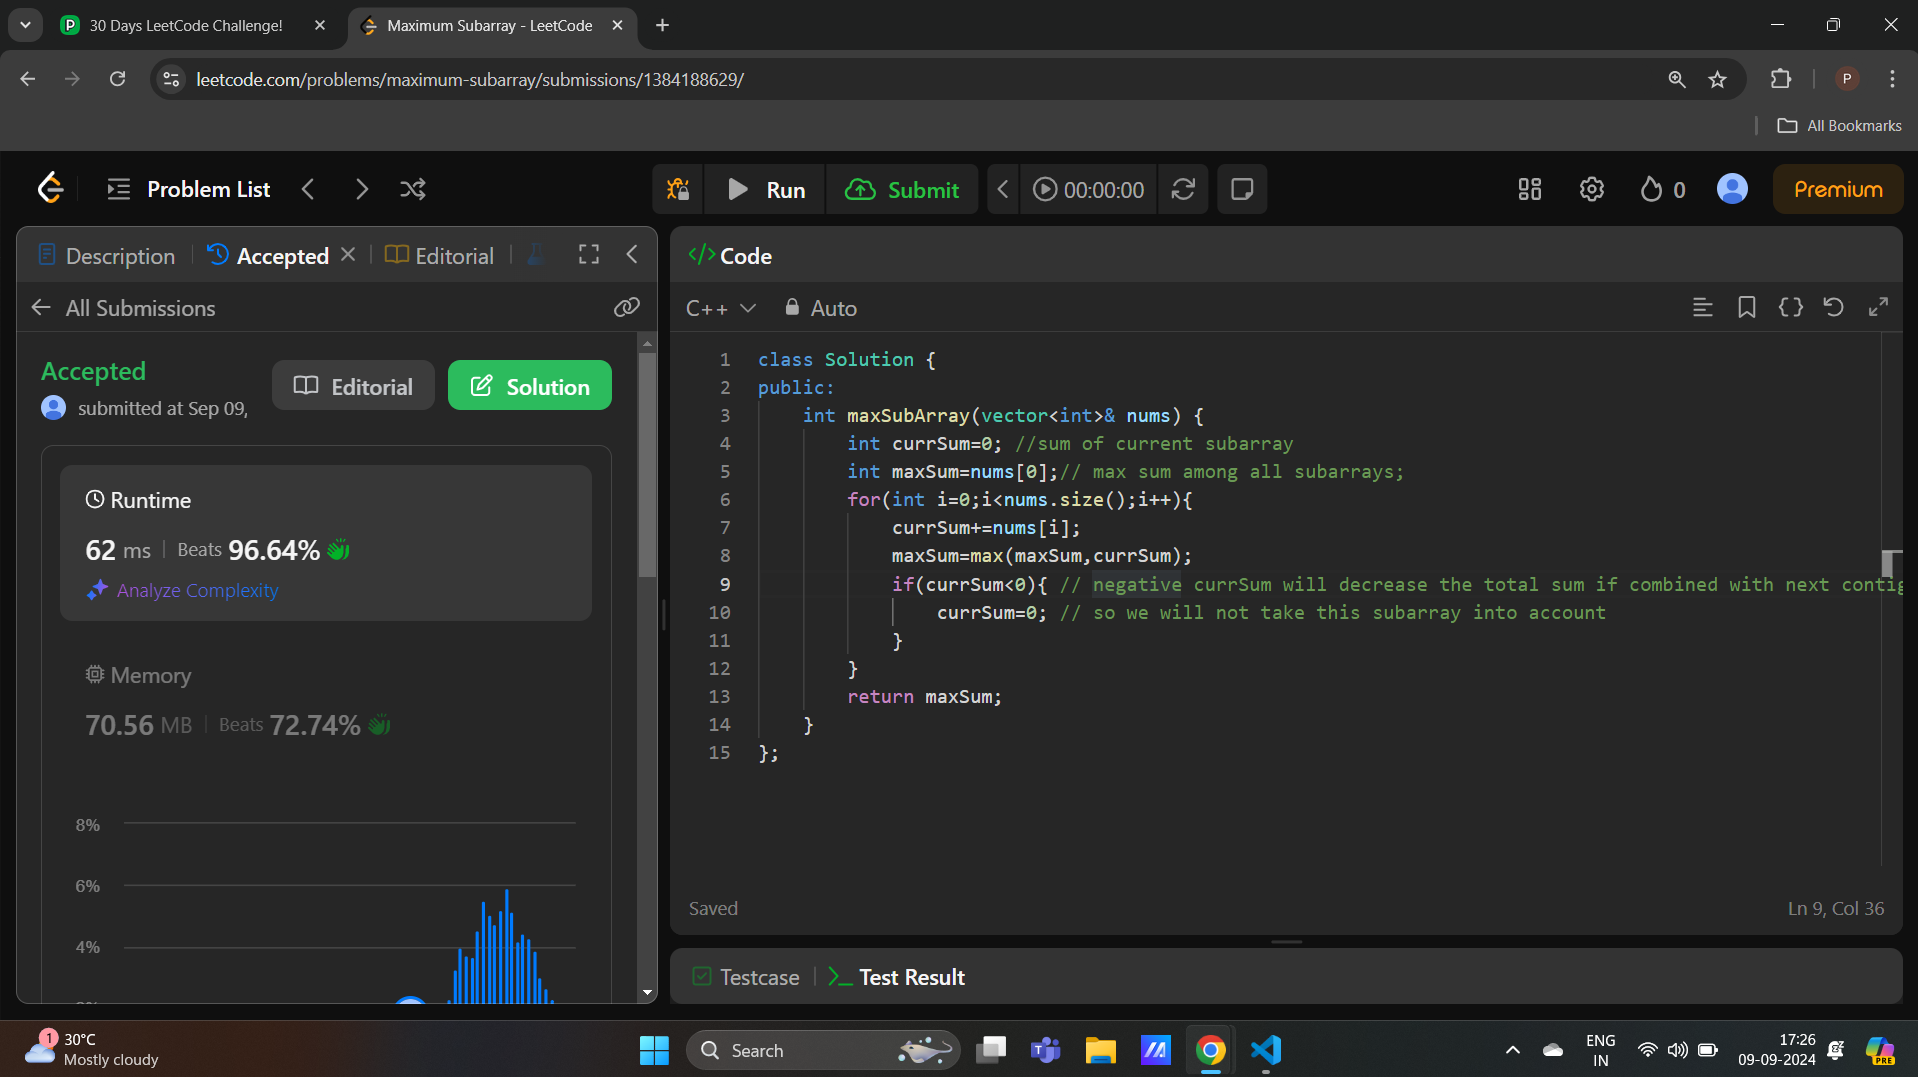 30 Days LeetCode Challenge!
Maximum Subarray - LeetCode
leetcode.com/problems/maximum-subarray/submissions/1384188629/
P
All Bookmarks
Problem List
Run
Submit
00:00:00
0
Premium
Description
Accepted
Editorial
All Submissions
Accepted
submitted at Sep 09,
Editorial
Solution
Runtime
62 ms | Beats 96.64%
Analyze Complexity
Memory
70.56 MB | Beats 72.74%
8%
6%
4%
</> Code
C++
Auto
1 class Solution {
2 public:
3 int maxSubArray(vector<int>& nums) {
4 int currSum=0; //sum of current subarray
5 int maxSum=nums[0];// max sum among all subarrays;
6 for(int i=0;i<nums.size();i++){
7 currSum+=nums[i];
8 maxSum=max(maxSum,currSum);
9 if(currSum<0){ // negative currSum will decrease the total sum if combined with next contig
10 currSum=0; // so we will not take this subarray into account
11 }
12 }
13 return maxSum;
14 }
15 };
Saved
Ln 9, Col 36
Testcase
Test Result
1
30°C
Mostly cloudy
Search
ENG
IN
17:26
09-09-2024
PRE